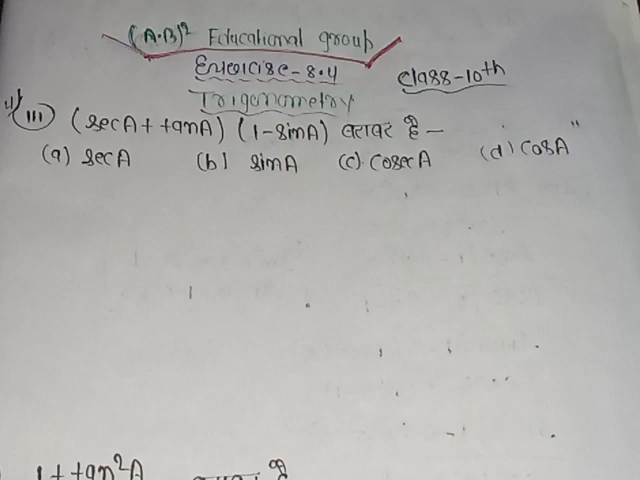 (A.B)² Educational group
Exercise - 8.4
Class-10th
Trigonometry
(iii) (secA + tanA) (1-sinA) बराबर है -
(a) secA (b) sinA (c) cosecA (d) cosA"
1 + tan²A है